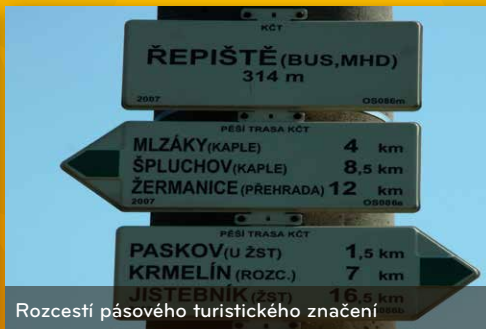 KČT
ŘEPIŠTĚ (BUS,MHD)
314 m
2007 OS086m
PĚŠÍ TRASA KČT
MLZÁKY (KAPLE) 4 km
ŠPLUCHOV (KAPLE) 8,5 km
ŽERMANICE (PŘEHRADA) 12 km
2007 OS086a
PĚŠÍ TRASA KČT
PASKOV (U ŽST) 1,5 km
KRMELÍN (ROZC.) 7 km
JISTEBNÍK (ŽST) 16,5 km
Rozcestí pásového turistického značení